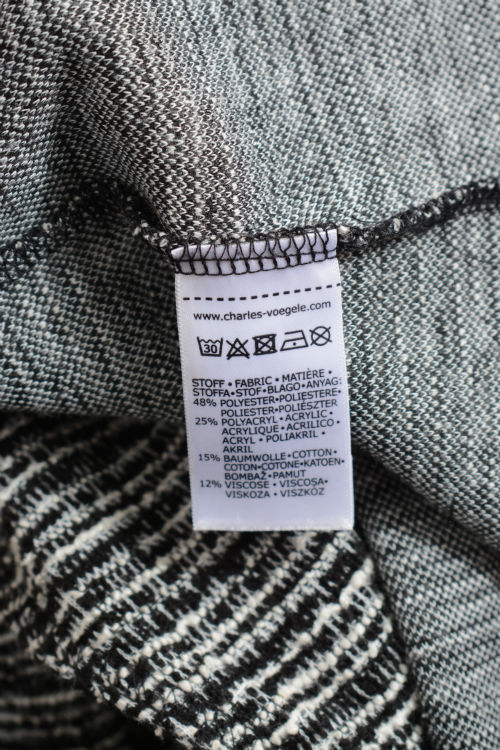 www.charles-voegele.com
30
STOFF • FABRIC • MATIÈRE •
STOFFA•STOF•BLAGO•ANYAG:
48% POLYESTER•POLIESTERE•
POLIESTER•POLIÉSZTER
25% POLYACRYL • ACRYLIC •
ACRYLIQUE • ACRILICO •
ACRYL • POLIAKRIL •
AKRIL
15% BAUMWOLLE•COTTON•
COTON•COTONE•KATOEN•
BOMBAŽ•PAMUT
12% VISCOSE • VISCOSA•
VISKOZA • VISZKÓZ